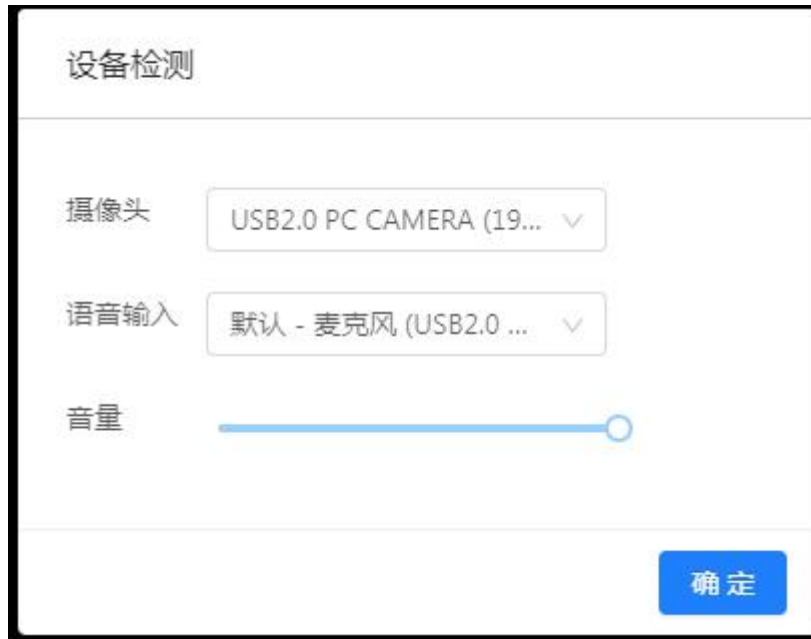 设备检测
摄像头
USB2.0 PC CAMERA (19...
语音输入
默认 - 麦克风 (USB2.0 ...
音量
确 定